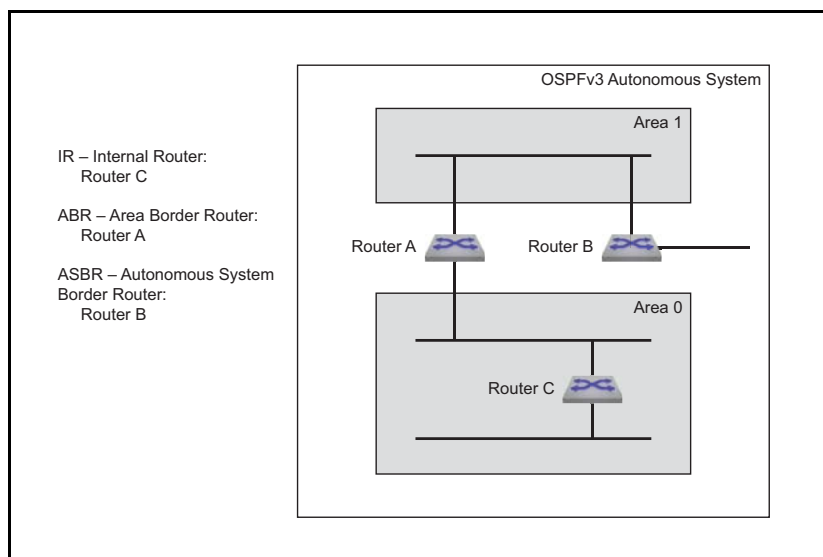 OSPFv3 Autonomous System
Area 1
IR – Internal Router:
Router C
ABR – Area Border Router:
Router A
ASBR – Autonomous System
Border Router:
Router B
Router A
Router B
Area 0
Router C